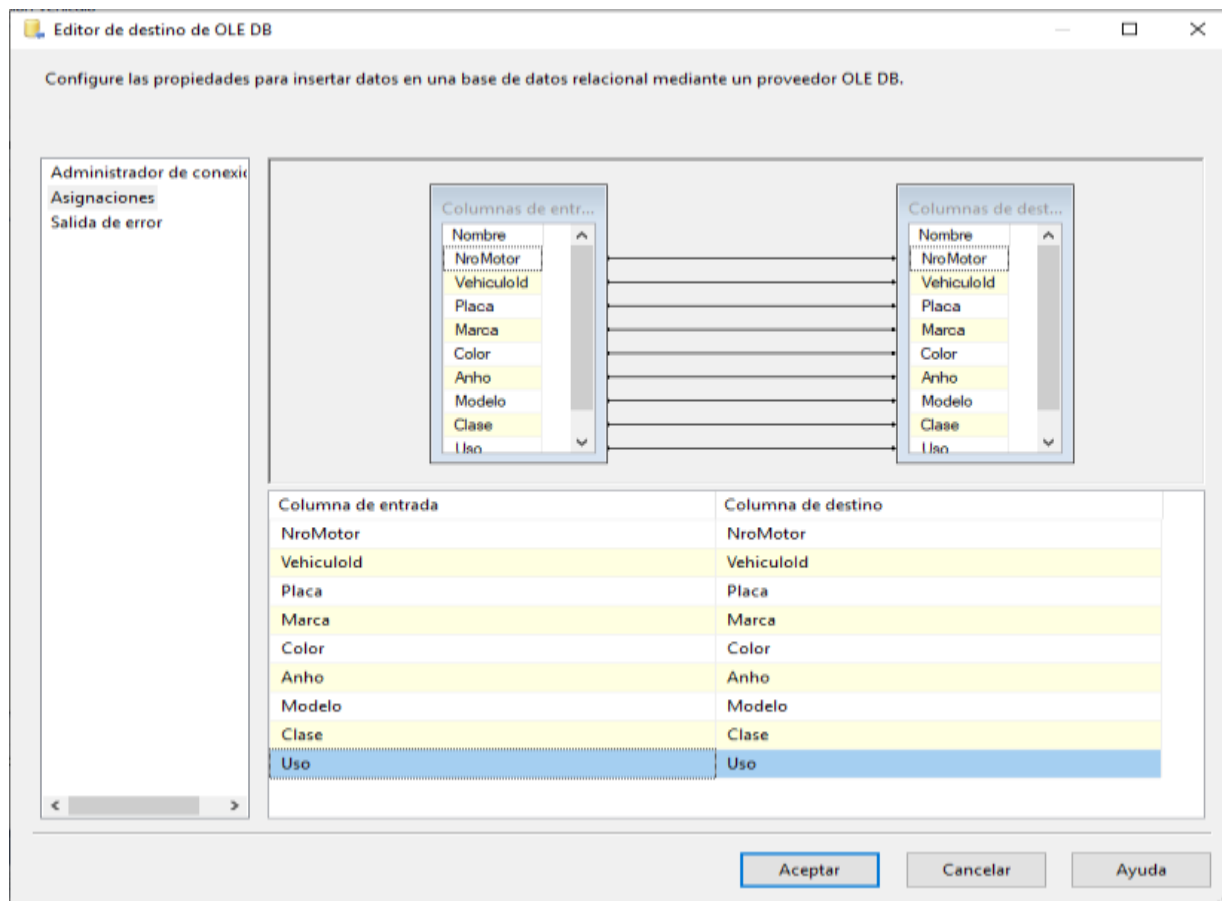 Editor de destino de OLE DB
Configure las propiedades para insertar datos en una base de datos relacional mediante un proveedor OLE DB.
Administrador de conexi
Asignaciones
Salida de error
Columnas de entr...
Nombre
NroMotor
VehiculoId
Placa
Marca
Color
Anho
Modelo
Clase
Uso
Columnas de dest...
Nombre
NroMotor
VehiculoId
Placa
Marca
Color
Anho
Modelo
Clase
Uso
Columna de entrada Columna de destino
NroMotor NroMotor
VehiculoId VehiculoId
Placa Placa
Marca Marca
Color Color
Anho Anho
Modelo Modelo
Clase Clase
Uso Uso
Aceptar Cancelar Ayuda